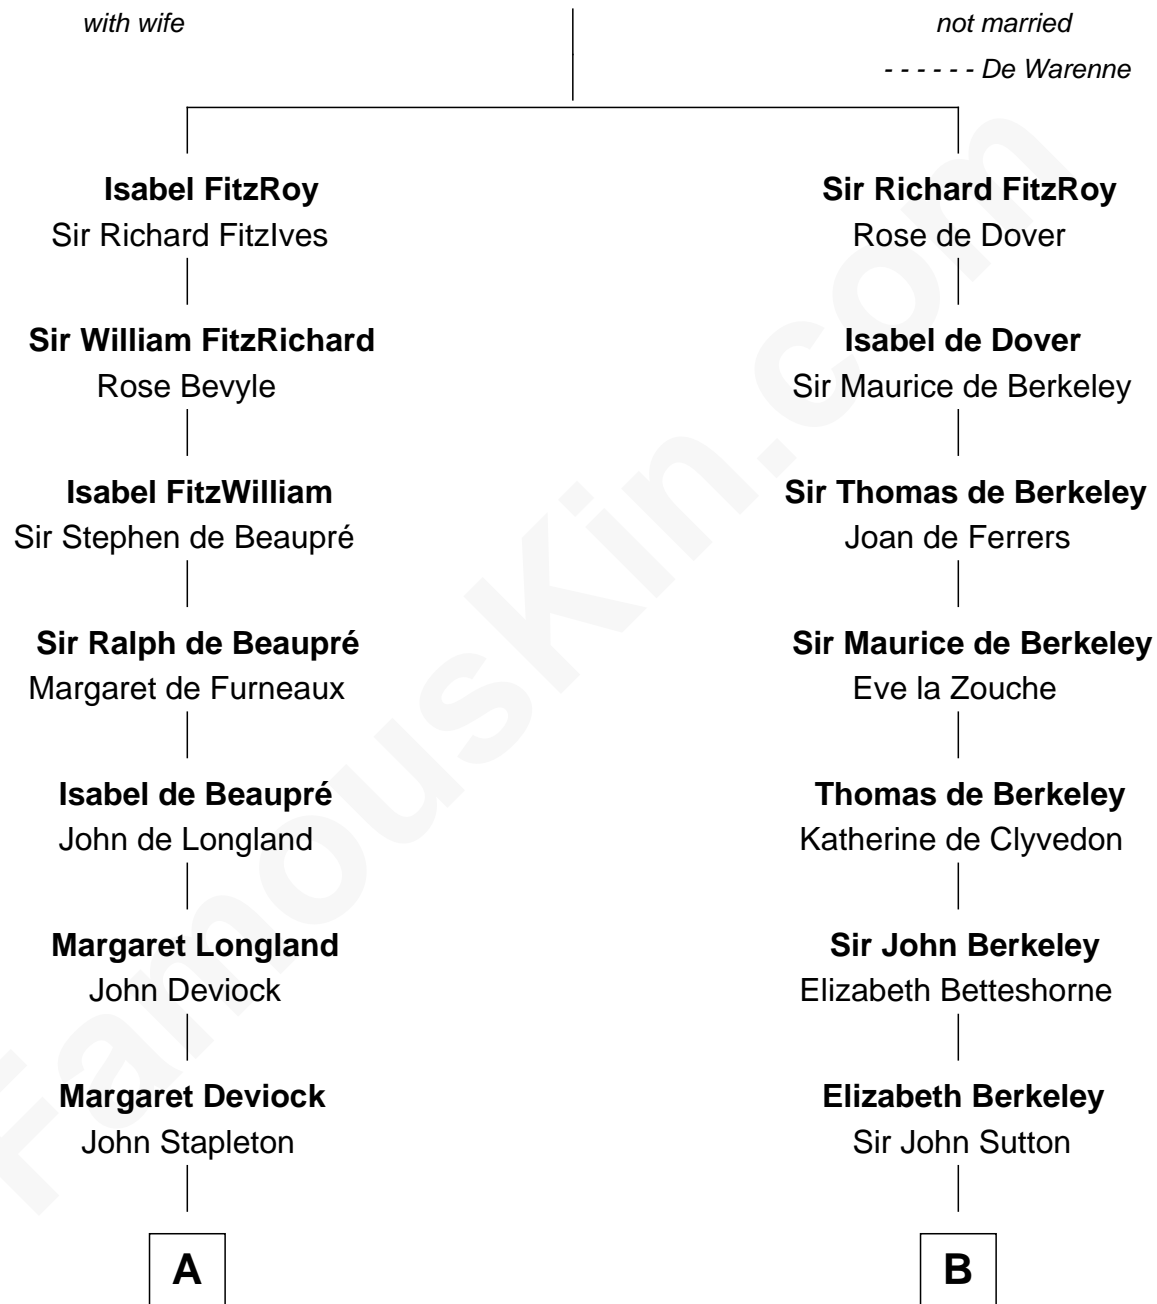 with wife
not married
- - - - - - De Warenne
Isabel FitzRoy
Sir Richard FitzIves
Sir William FitzRichard
Rose Bevyle
Isabel FitzWilliam
Sir Stephen de Beaupré
Sir Ralph de Beaupré
Margaret de Furneaux
Isabel de Beaupré
John de Longland
Margaret Longland
John Deviock
Margaret Deviock
John Stapleton
A
Sir Richard FitzRoy
Rose de Dover
Isabel de Dover
Sir Maurice de Berkeley
Sir Thomas de Berkeley
Joan de Ferrers
Sir Maurice de Berkeley
Eve la Zouche
Thomas de Berkeley
Katherine de Clyvedon
Sir John Berkeley
Elizabeth Betteshorne
Elizabeth Berkeley
Sir John Sutton
B
FamousKin.com